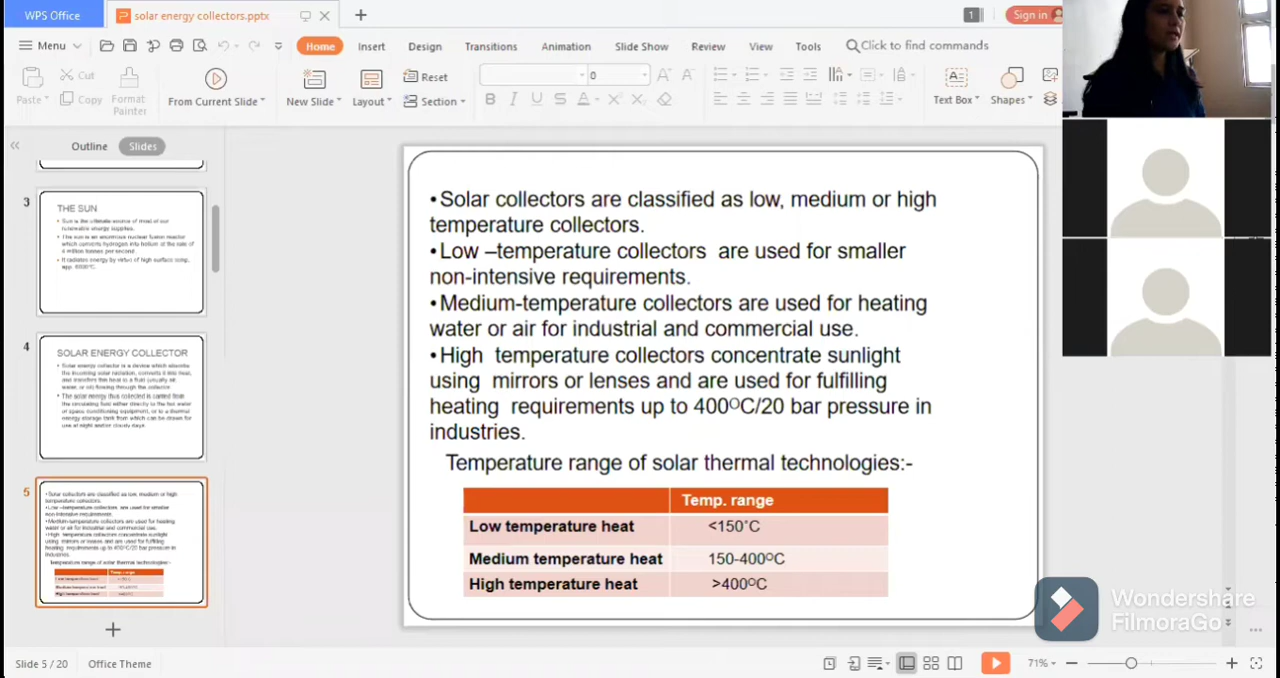 WPS Office
solar energy collectors.pptx
1
Sign in
Menu
Home
Insert
Design
Transitions
Animation
Slide Show
Review
View
Tools
Click to find commands
Paste
Cut
Copy
Format
Painter
From Current Slide
New Slide
Layout
Reset
Section
0
B I U S A
Text Box
Shapes
Outline
Slides
3
THE SUN
4
SOLAR ENERGY COLLECTOR
5
•Solar collectors are classified as low, medium or high
temperature collectors.
•Low –temperature collectors are used for smaller
non-intensive requirements.
•Medium-temperature collectors are used for heating
water or air for industrial and commercial use.
•High temperature collectors concentrate sunlight
using mirrors or lenses and are used for fulfilling
heating requirements up to 400⁰C/20 bar pressure in
industries.
Temperature range of solar thermal technologies:-
Temp. range
Low temperature heat <150˚C
Medium temperature heat 150-400⁰C
High temperature heat >400⁰C
Wondershare
FilmoraGo
Slide 5 / 20
Office Theme
71%